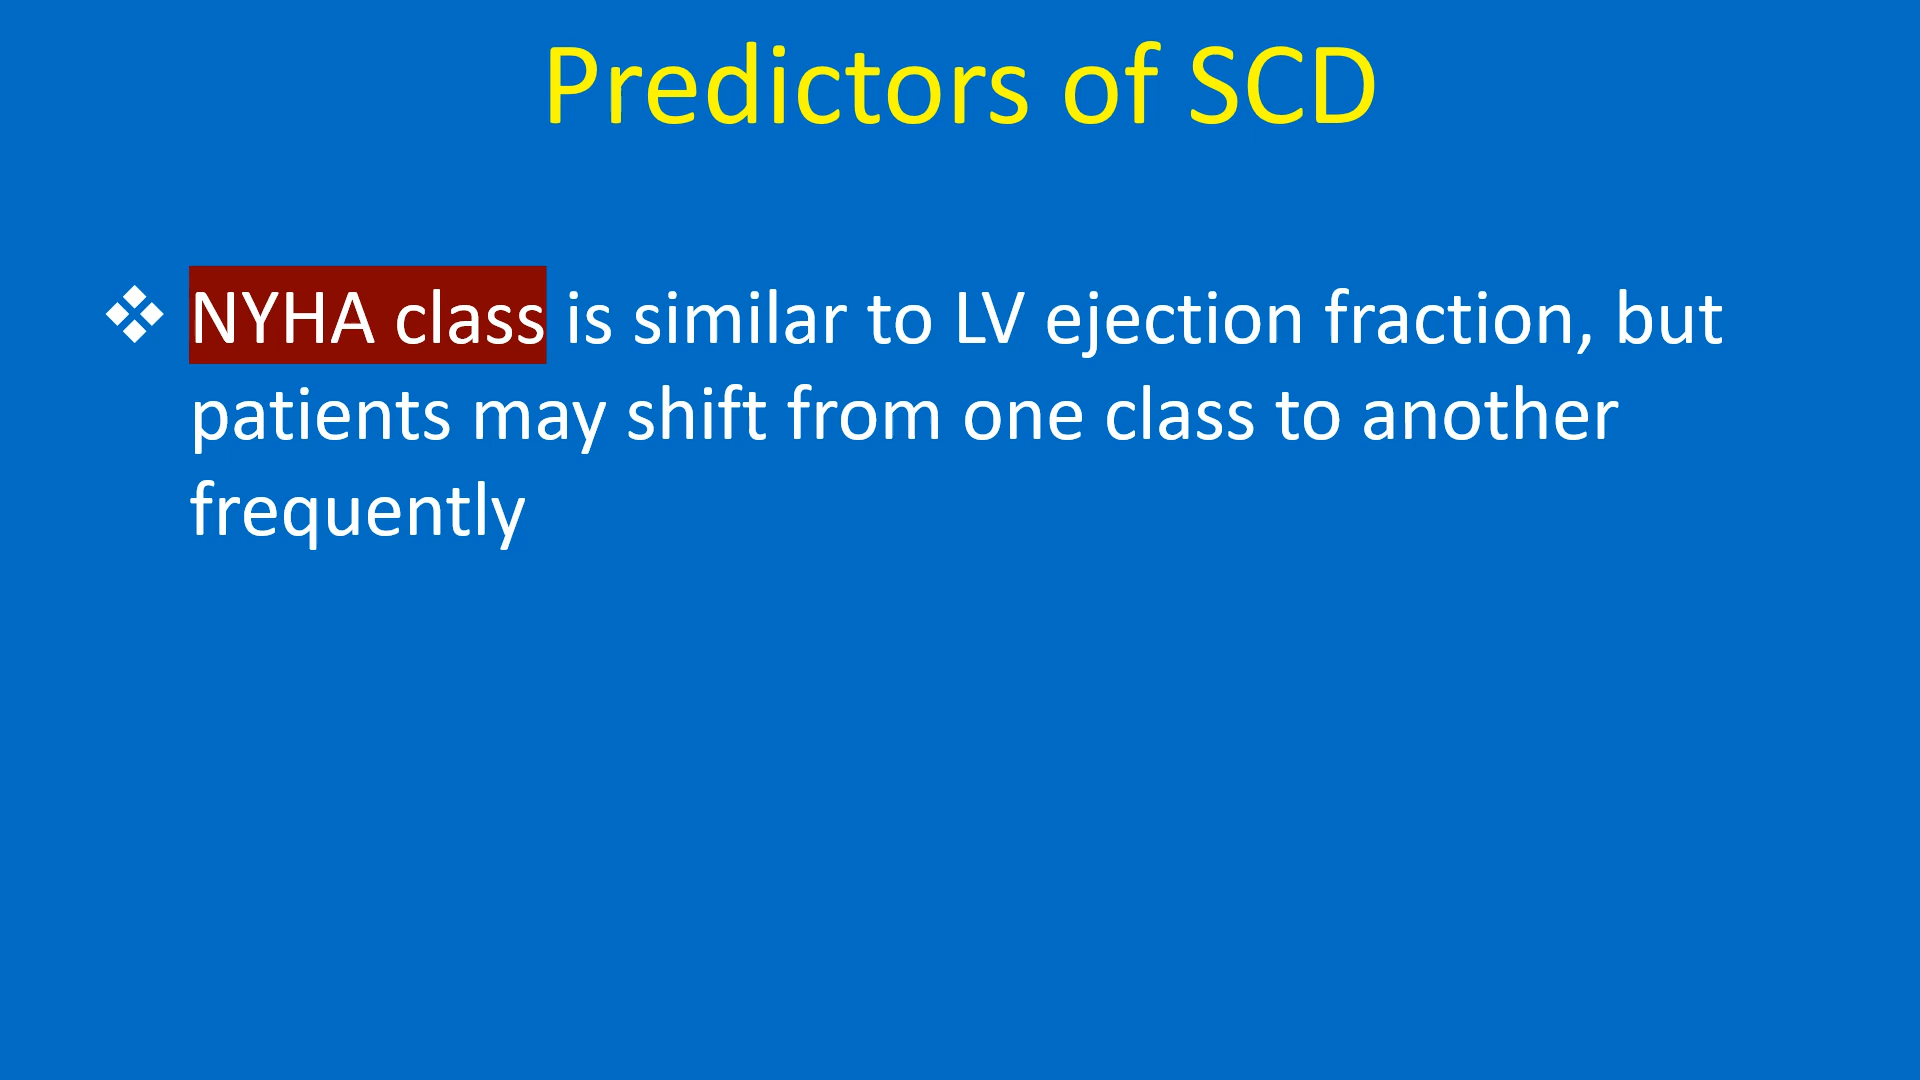 Predictors of SCD
❖ NYHA class is similar to LV ejection fraction, but
patients may shift from one class to another
frequently